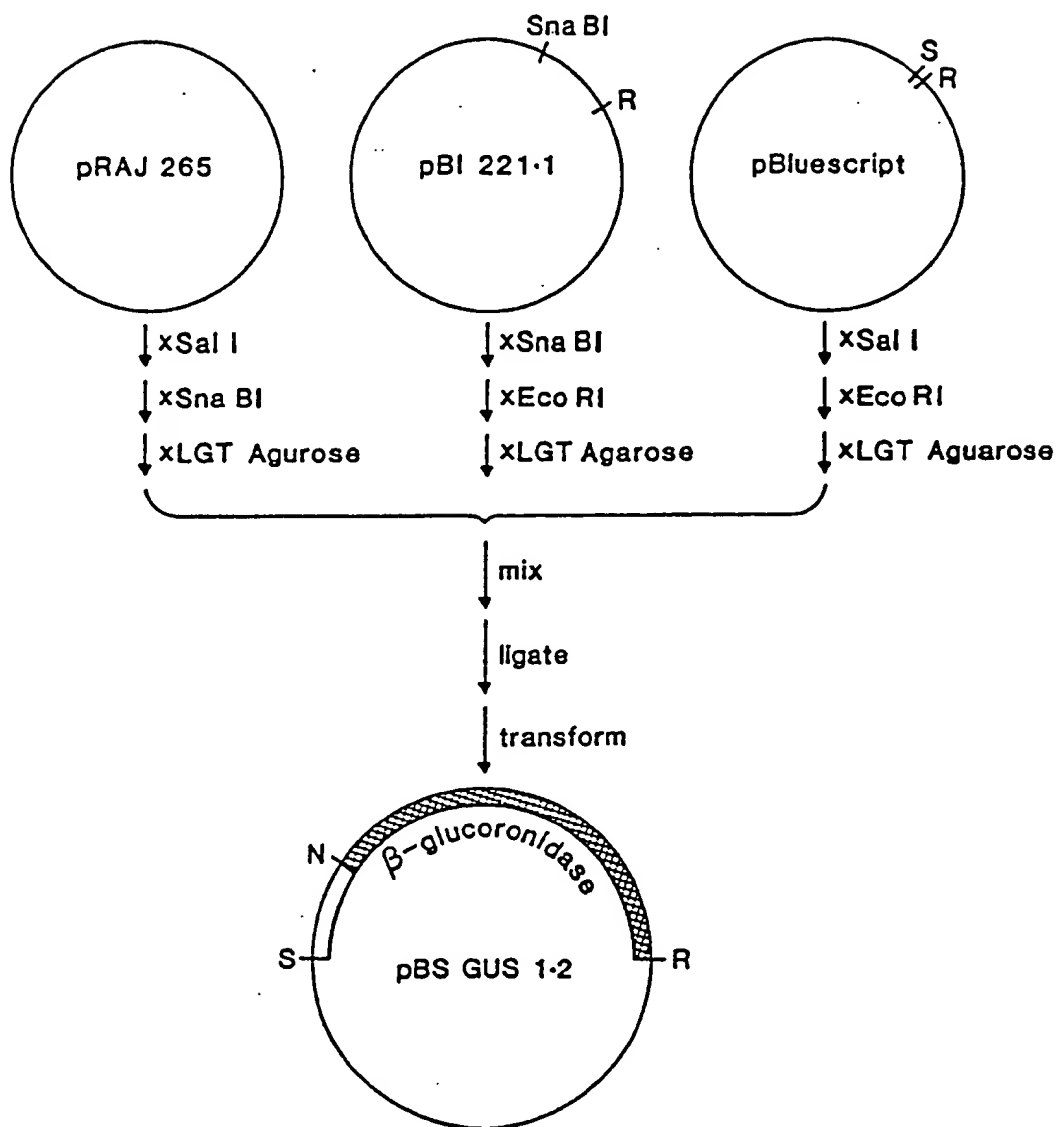 Sna BI
S
R
R
pRAJ 265
pBI 221·1
pBluescript
xSal I
xSna BI
xSal I
xSna BI
xEco RI
xEco RI
xLGT Agurose
xLGT Agarose
xLGT Aguarose
mix
ligate
transform
N
β-glucoronidase
S
R
pBS GUS 1·2